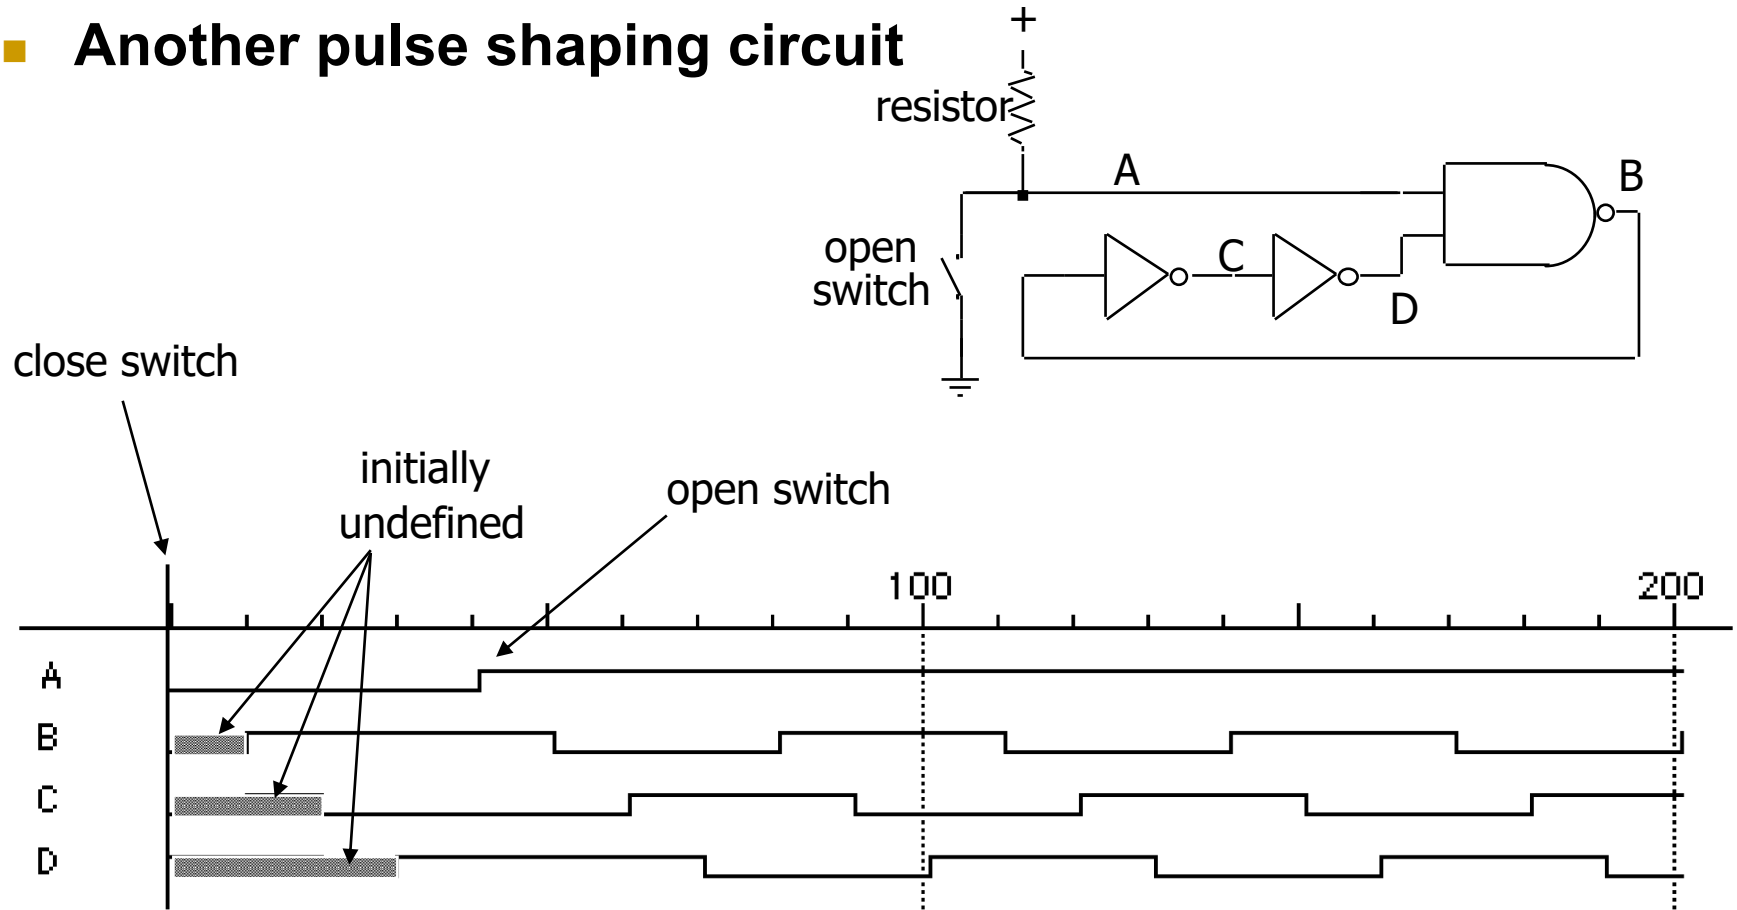 Another pulse shaping circuit
+
resistor
A
B
open
switch
C
D
close switch
initially
undefined
open switch
100
200
A
B
C
D